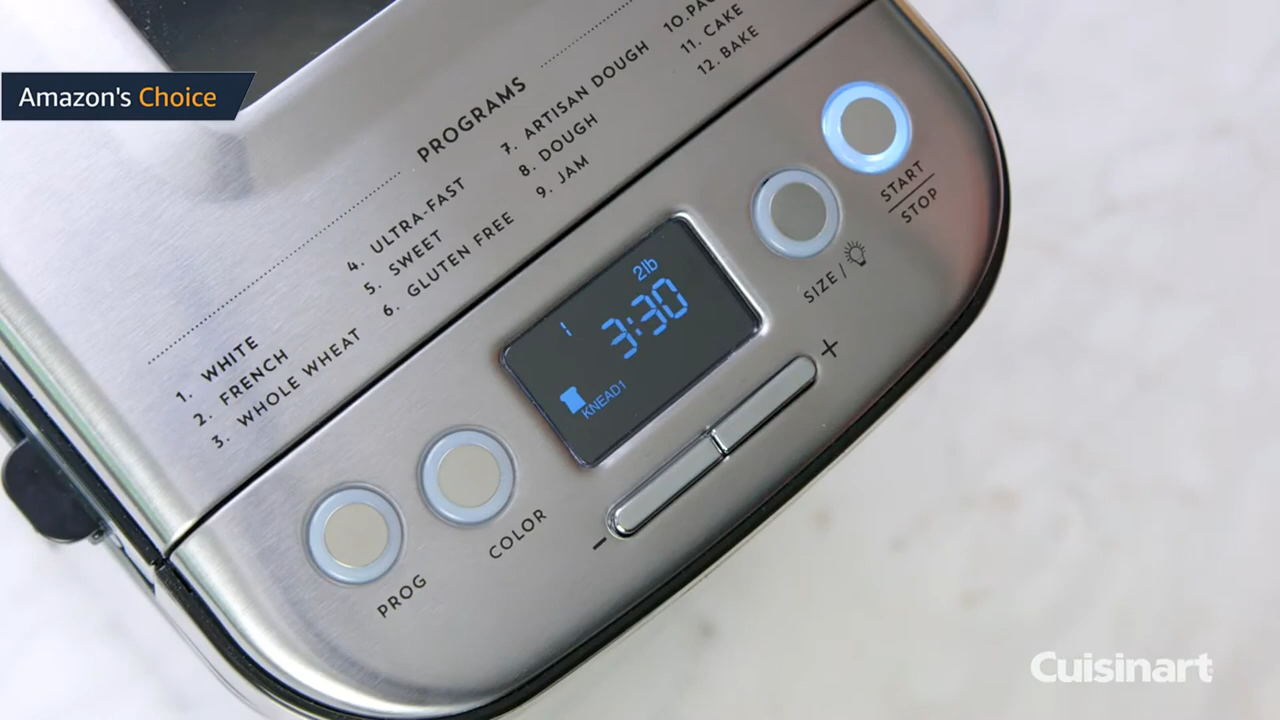 Amazon's Choice
PROGRAMS
1. WHITE
2. FRENCH
3. WHOLE WHEAT
4. ULTRA-FAST
5. SWEET
6. GLUTEN FREE
7. ARTISAN DOUGH
8. DOUGH
9. JAM
10.
11. CAKE
12. BAKE
2lb
1
3:30
KNEAD1
START
STOP
SIZE /
+
-
COLOR
PROG
Cuisinart